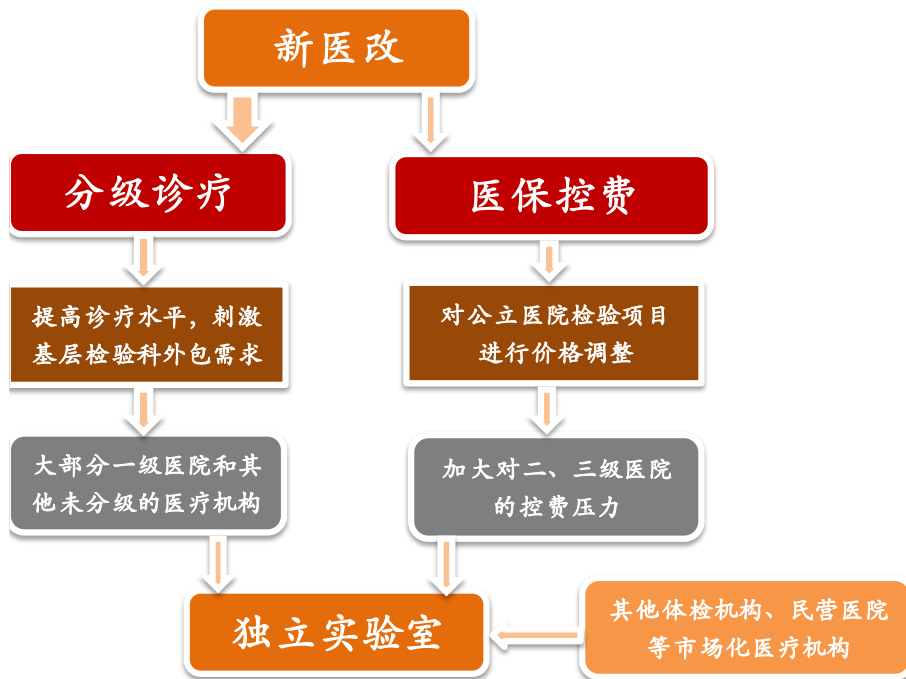 新医改
分级诊疗
医保控费
提高诊疗水平，刺激
基层检验科外包需求
对公立医院检验项目
进行价格调整
大部分一级医院和其
他未分级的医疗机构
加大对二、三级医院
的控费压力
独立实验室
其他体检机构、民营医院
等市场化医疗机构